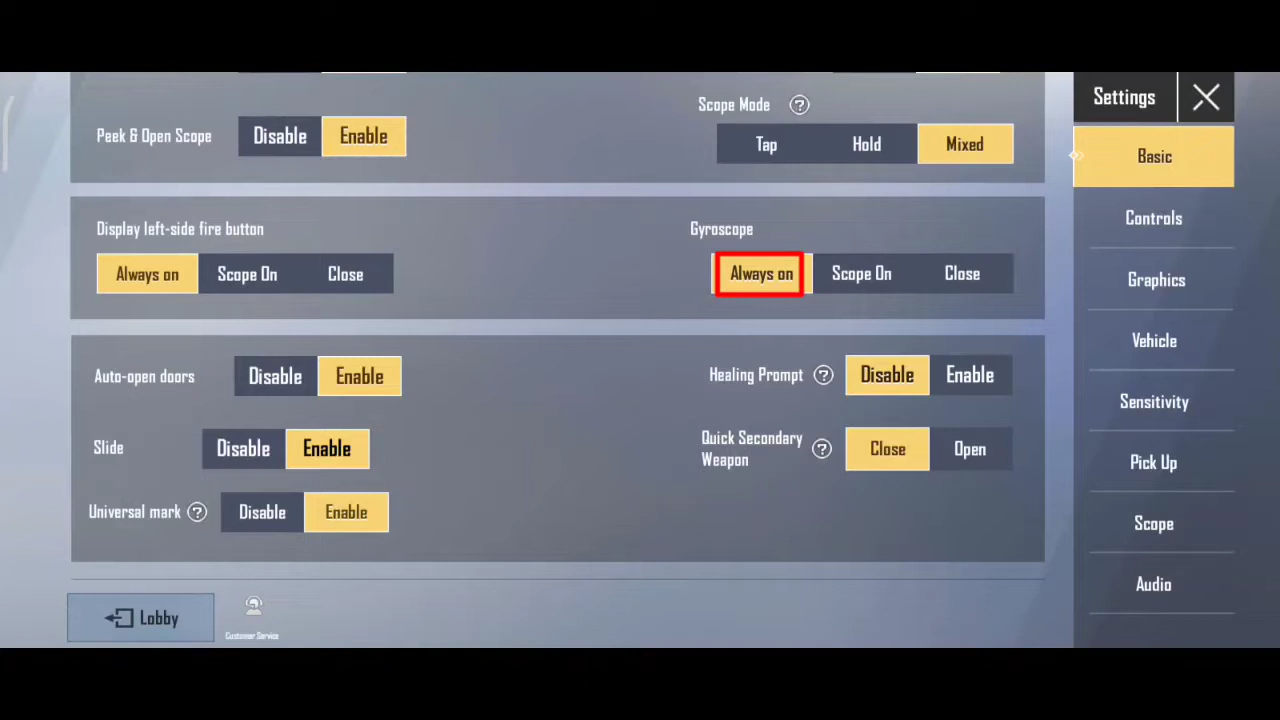 Scope Mode ?
Peek & Open Scope Disable Enable
Tap Hold Mixed
Display left-side fire button
Gyroscope
Always on Scope On Close
Always on Scope On Close
Auto-open doors Disable Enable
Healing Prompt ? Disable Enable
Slide Disable Enable
Quick Secondary
Weapon ? Close Open
Universal mark ? Disable Enable
Lobby
Customer Service
Settings
Basic
Controls
Graphics
Vehicle
Sensitivity
Pick Up
Scope
Audio